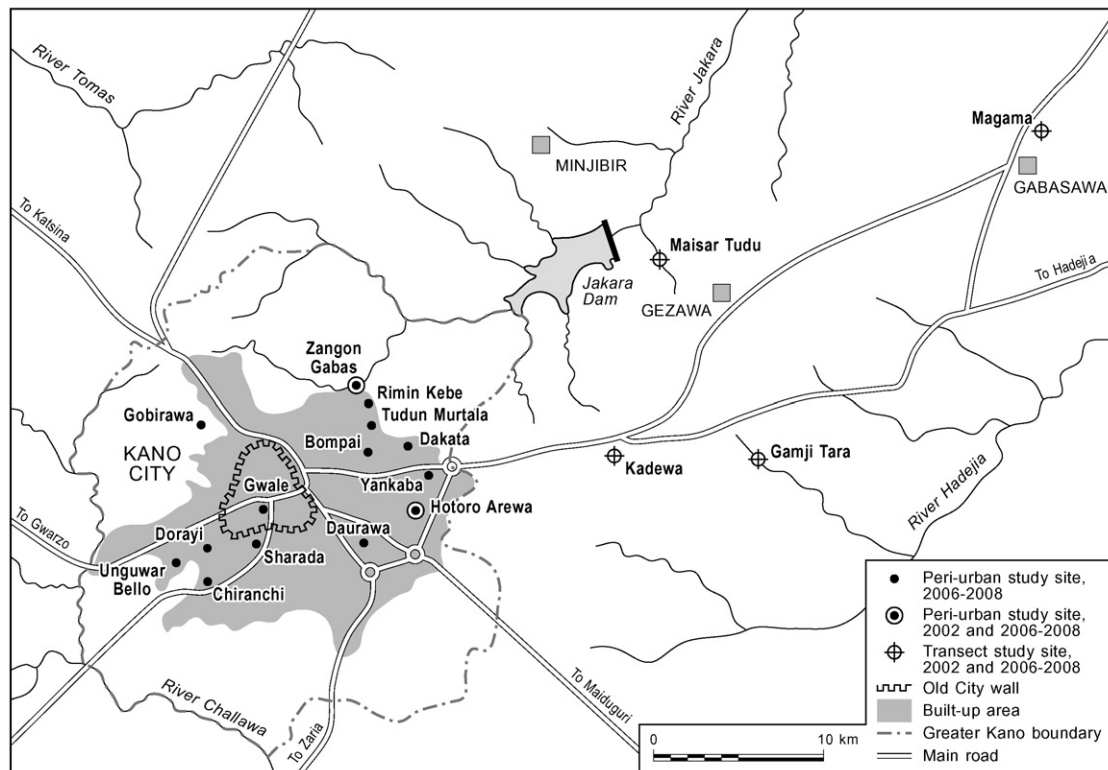 River Tomas
River Jakara
Magama
MINJIBIR
GABASAWA
To Katsina
Maisar Tudu
Jakara
Dam
GEZAWA
To Hadejia
Zangon
Gabas
Rimin Kebe
Tudun Murtala
Gobirawa
Bompai
Dakata
KANO
CITY
Kadewa
Gamji Tara
Gwale
Yankaba
Hotoro Arewa
River Hadejia
To Gwarzo
Dorayi
Daurawa
Sharada
Unguwar
Bello
Chiranchi
River Challawa
To Zaria
To Maiduguri
Peri-urban study site,
2006-2008
Peri-urban study site,
2002 and 2006-2008
Transect study site,
2002 and 2006-2008
Old City wall
Built-up area
Greater Kano boundary
Main road
0
10 km